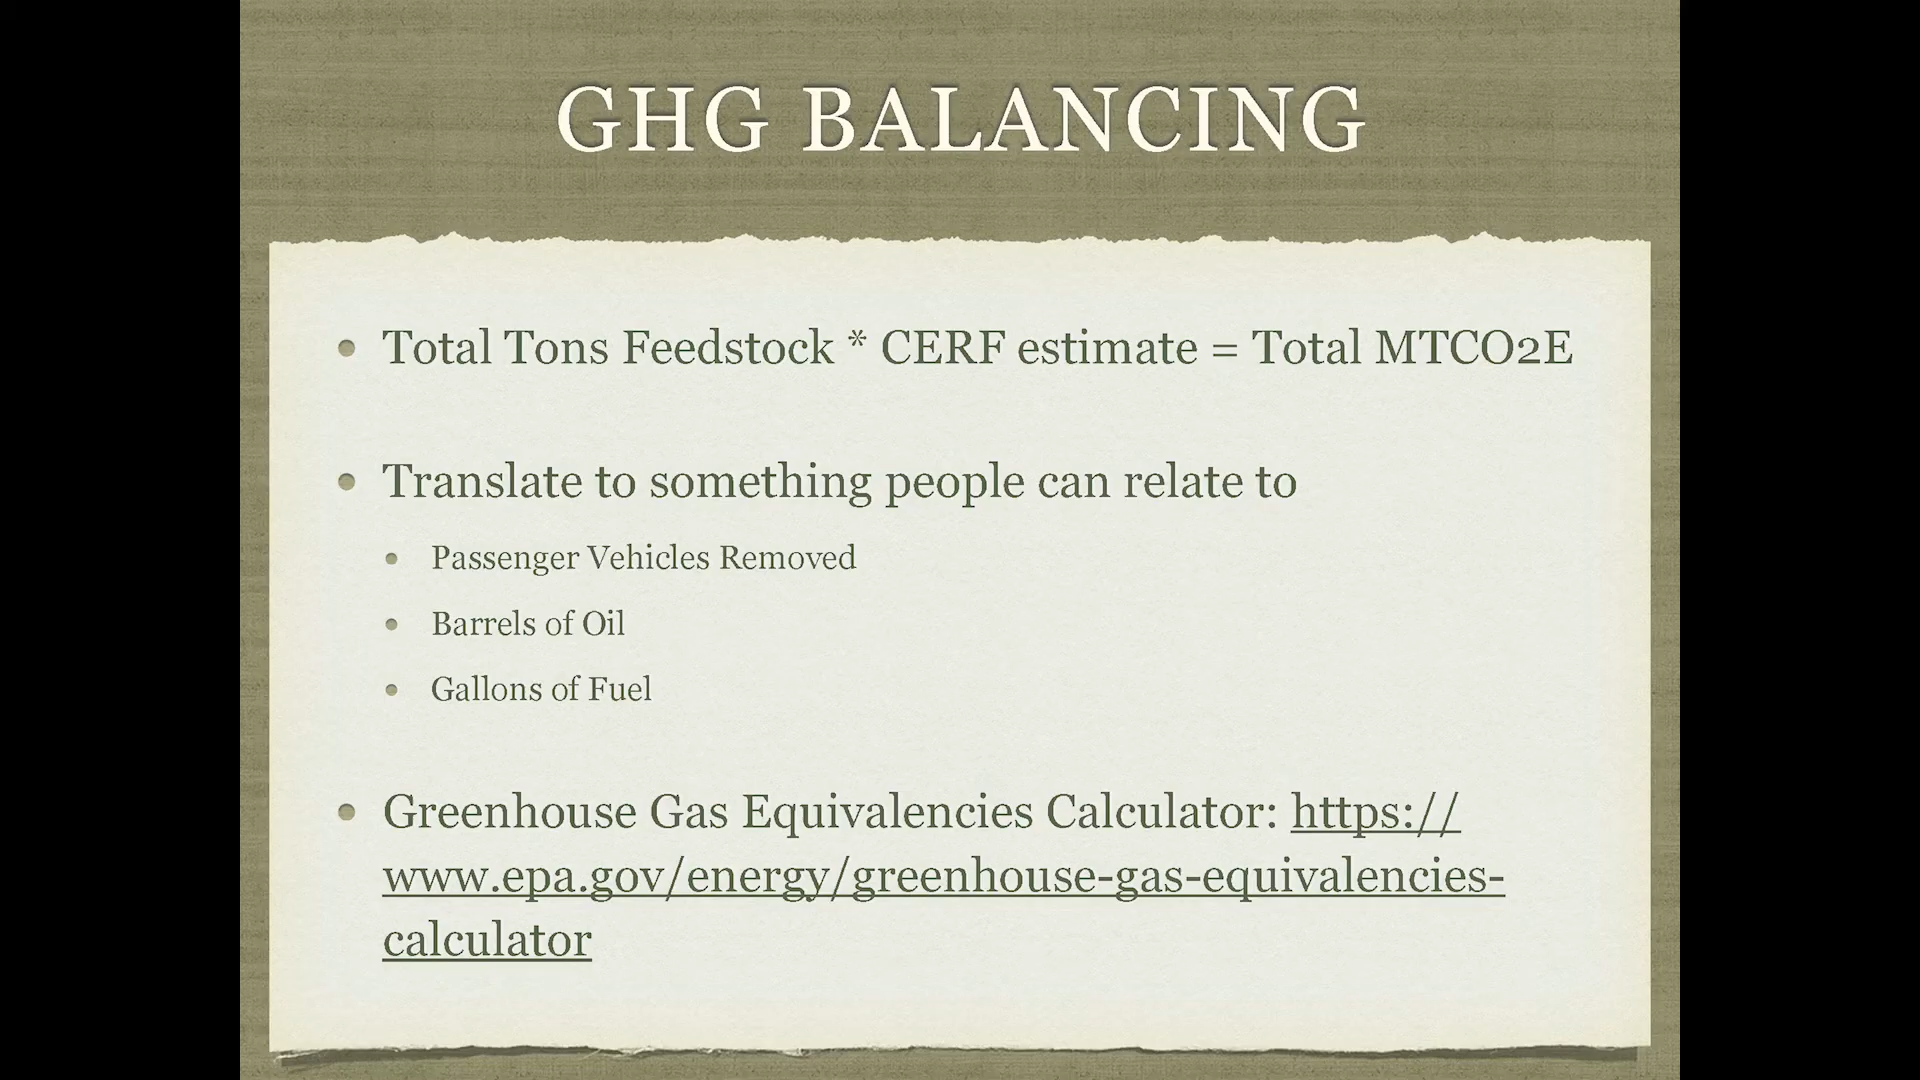 GHG BALANCING
• Total Tons Feedstock * CERF estimate = Total MTCO2E
• Translate to something people can relate to
• Passenger Vehicles Removed
• Barrels of Oil
• Gallons of Fuel
• Greenhouse Gas Equivalencies Calculator: https://
www.epa.gov/energy/greenhouse-gas-equivalencies-
calculator